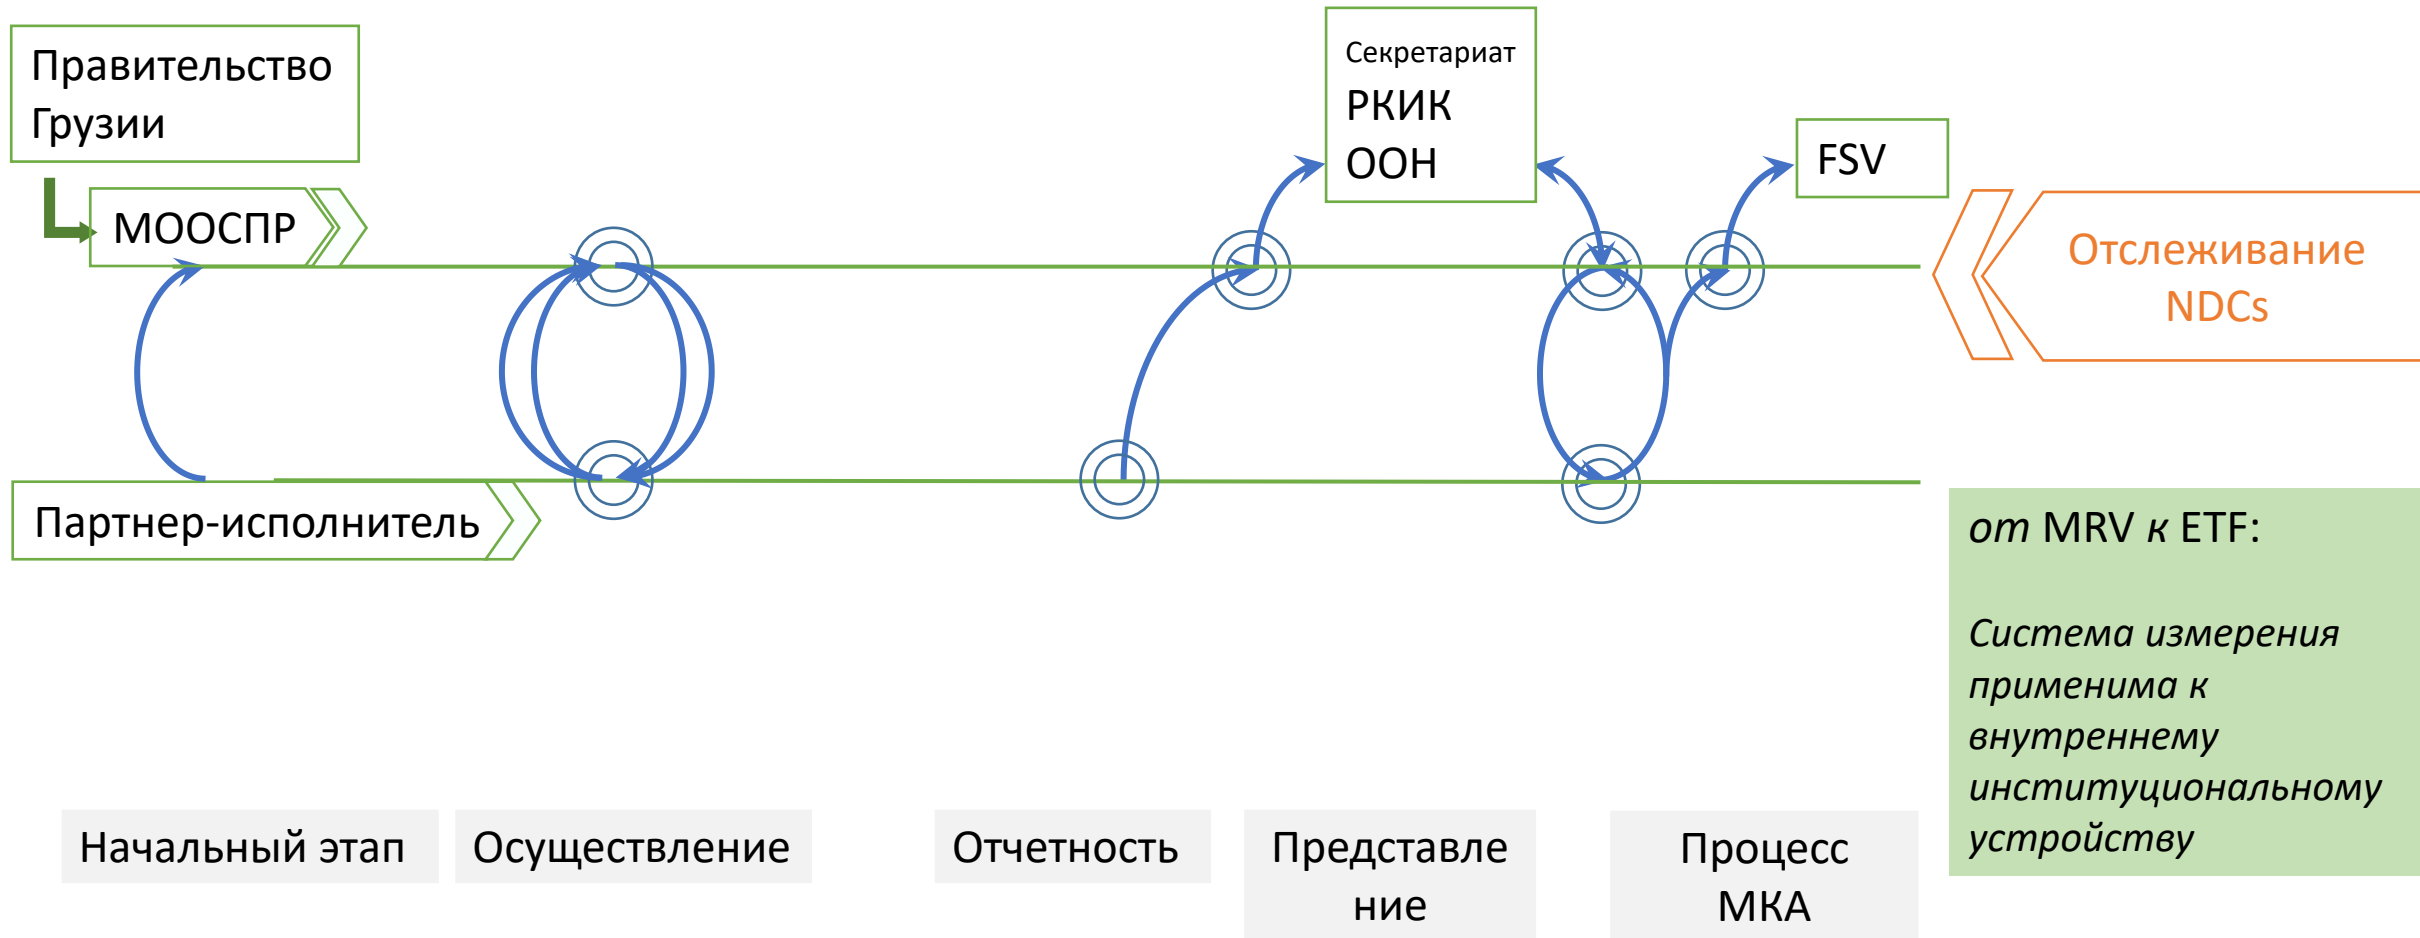 Правительство
Грузии
МООСПР
Секретариат
РКИК
ООН
FSV
Отслеживание
NDCs
Партнер-исполнитель
от MRV к ETF:
Система измерения
применима к
внутреннему
институциональному
устройству
Начальный этап
Осуществление
Отчетность
Представле
ние
Процесс
МКА